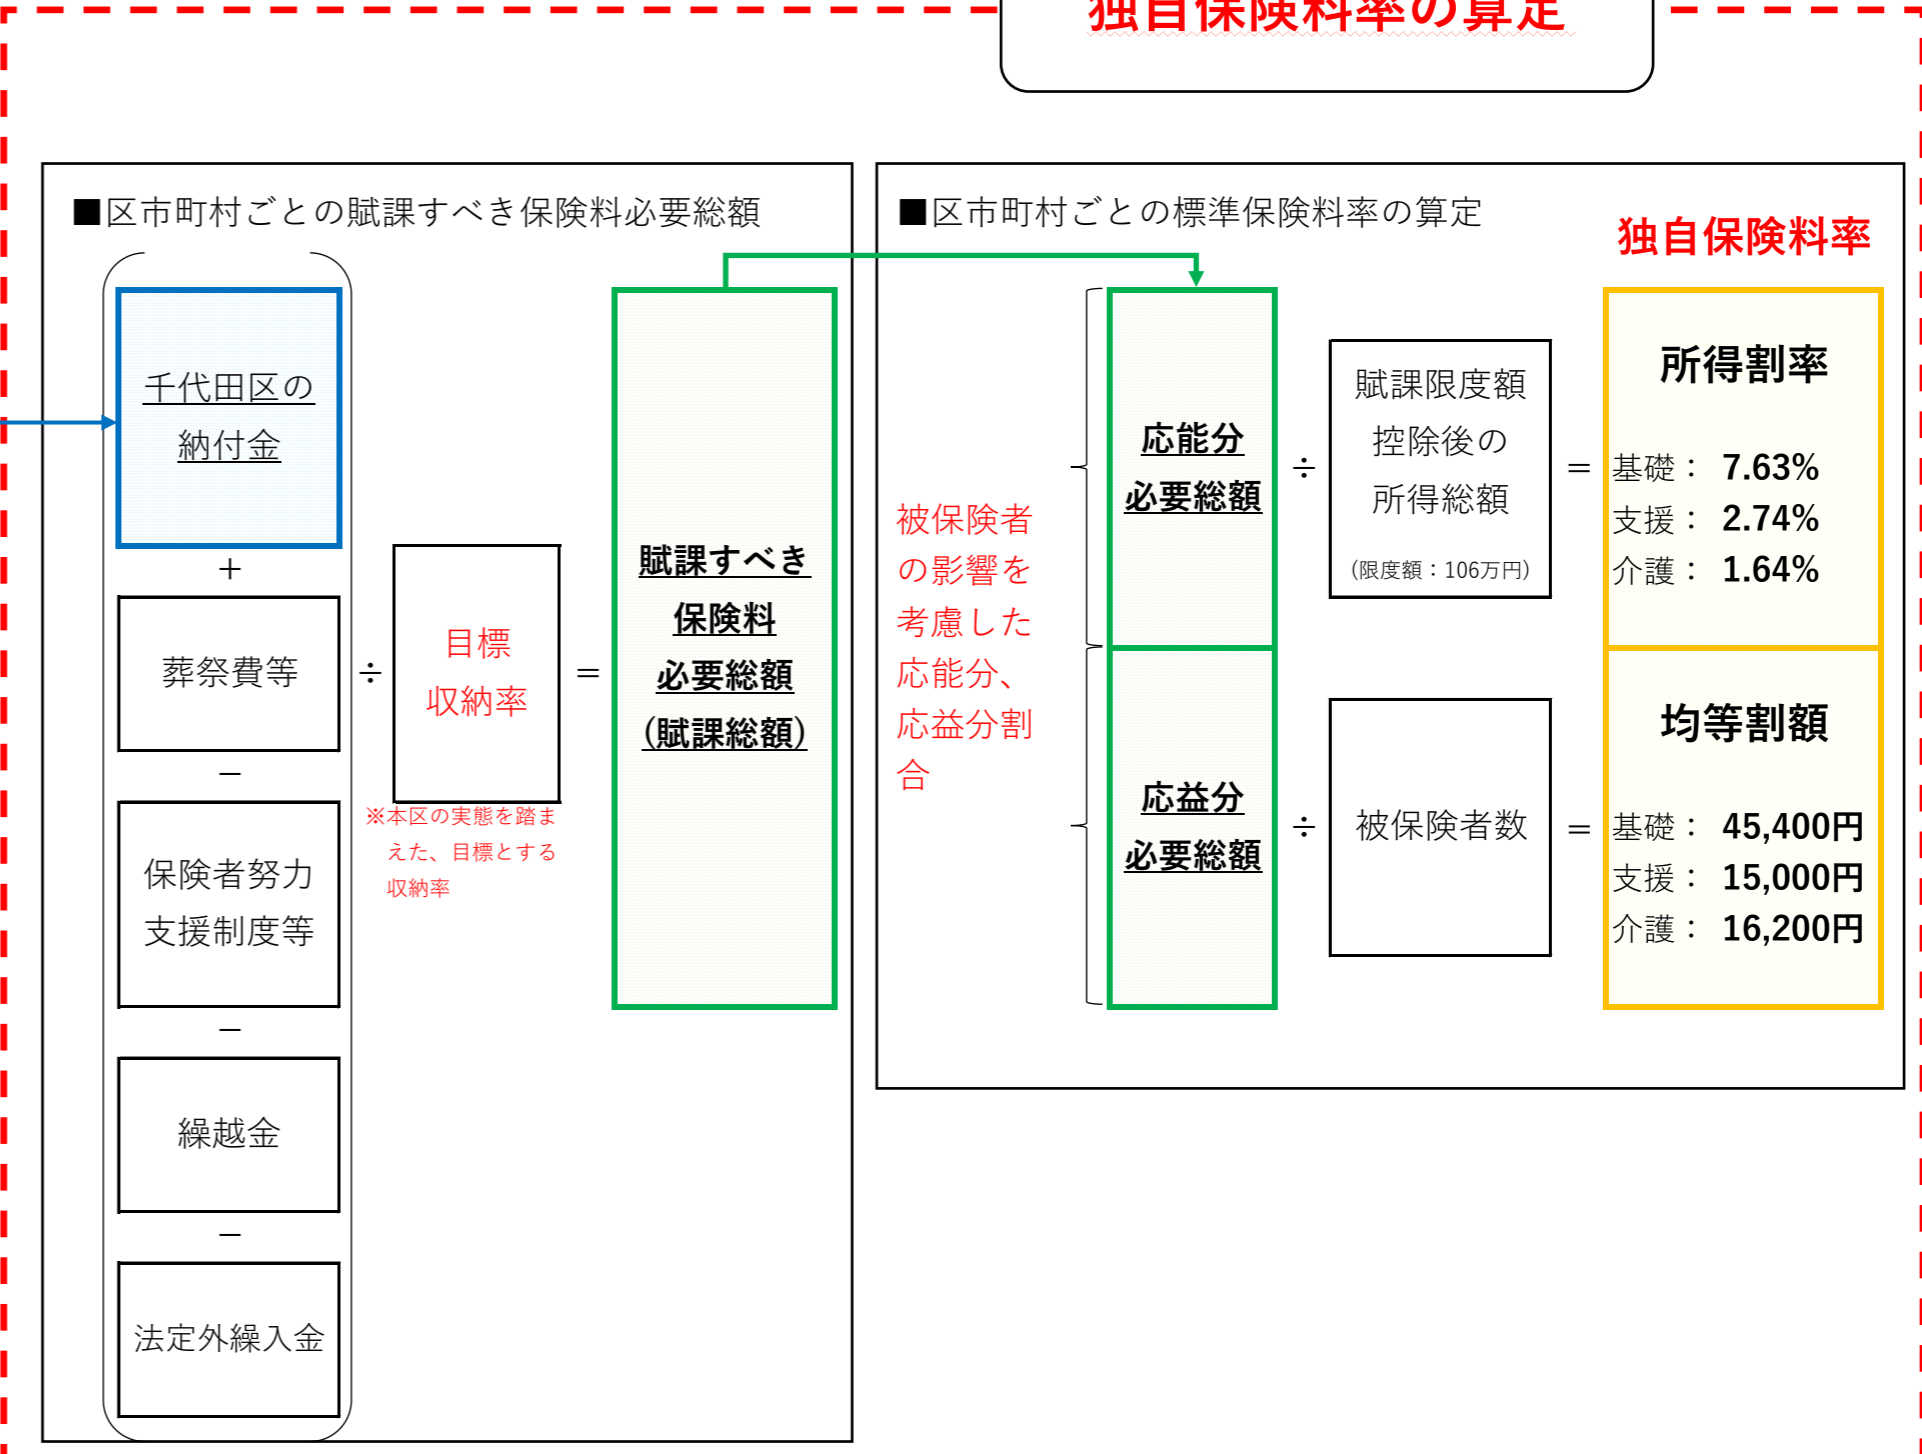 独自保険料率の算定
■区市町村ごとの賦課すべき保険料必要総額
千代田区の
納付金
+
葬祭費等
−
保険者努力
支援制度等
−
繰越金
−
法定外繰入金
÷
目標
収納率
※本区の実態を踏ま
えた、目標とする
収納率
=
賦課すべき
保険料
必要総額
(賦課総額)
■区市町村ごとの標準保険料率の算定
独自保険料率
被保険者
の影響を
考慮した
応能分、
応益分割
合
応能分
必要総額
÷
賦課限度額
控除後の
所得総額
(限度額：106万円)
=
所得割率
基礎： 7.63%
支援： 2.74%
介護： 1.64%
応益分
必要総額
÷
被保険者数
=
均等割額
基礎： 45,400円
支援： 15,000円
介護： 16,200円